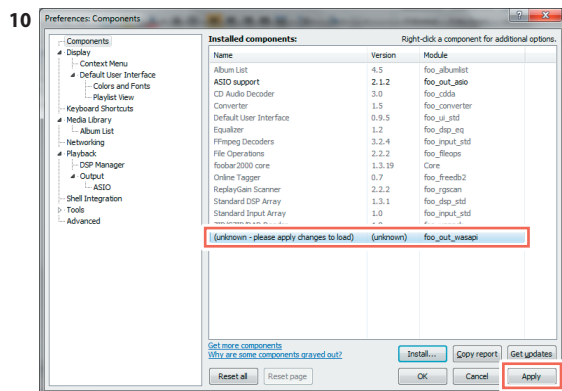 10
Preferences: Components
Components
Display
Context Menu
Default User Interface
Colors and Fonts
Playlist View
Keyboard Shortcuts
Media Library
Album List
Networking
Playback
DSP Manager
Output
ASIO
Shell Integration
Tools
Advanced
Installed components: Right-click a component for additional options.
Name Version Module
Album List 4.5 foo_albumlist
ASIO support 2.1.2 foo_out_asio
CD Audio Decoder 3.0 foo_cdda
Converter 1.5 foo_converter
Default User Interface 0.9.5 foo_ui_std
Equalizer 1.2 foo_dsp_eq
FFmpeg Decoders 3.2.4 foo_input_std
File Operations 2.2.2 foo_fileops
foobar2000 core 1.3.19 Core
Online Tagger 0.7 foo_freedb2
ReplayGain Scanner 2.2.2 foo_rgscan
Standard DSP Array 1.3.1 foo_dsp_std
Standard Input Array 1.0 foo_input_std
(unknown - please apply changes to load) (unknown) foo_out_wasapi
Get more components
Why are some components grayed out?
Install... Copy report Get updates
Reset all Reset page OK Cancel Apply